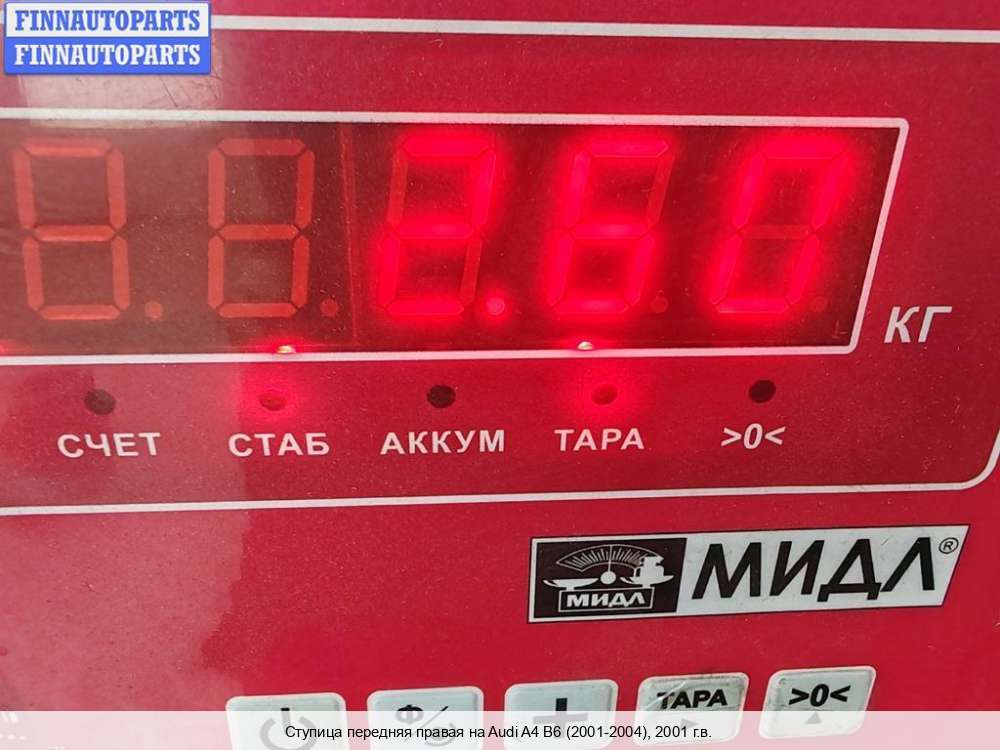 FINNAUTOPARTS
FINNAUTOPARTS
2.60
КГ
СЧЕТ СТАБ АККУМ ТАРА >0<
МИДЛ МИДЛ®
ТАРА >0<
Ступица передняя правая на Audi A4 B6 (2001-2004), 2001 г.в.